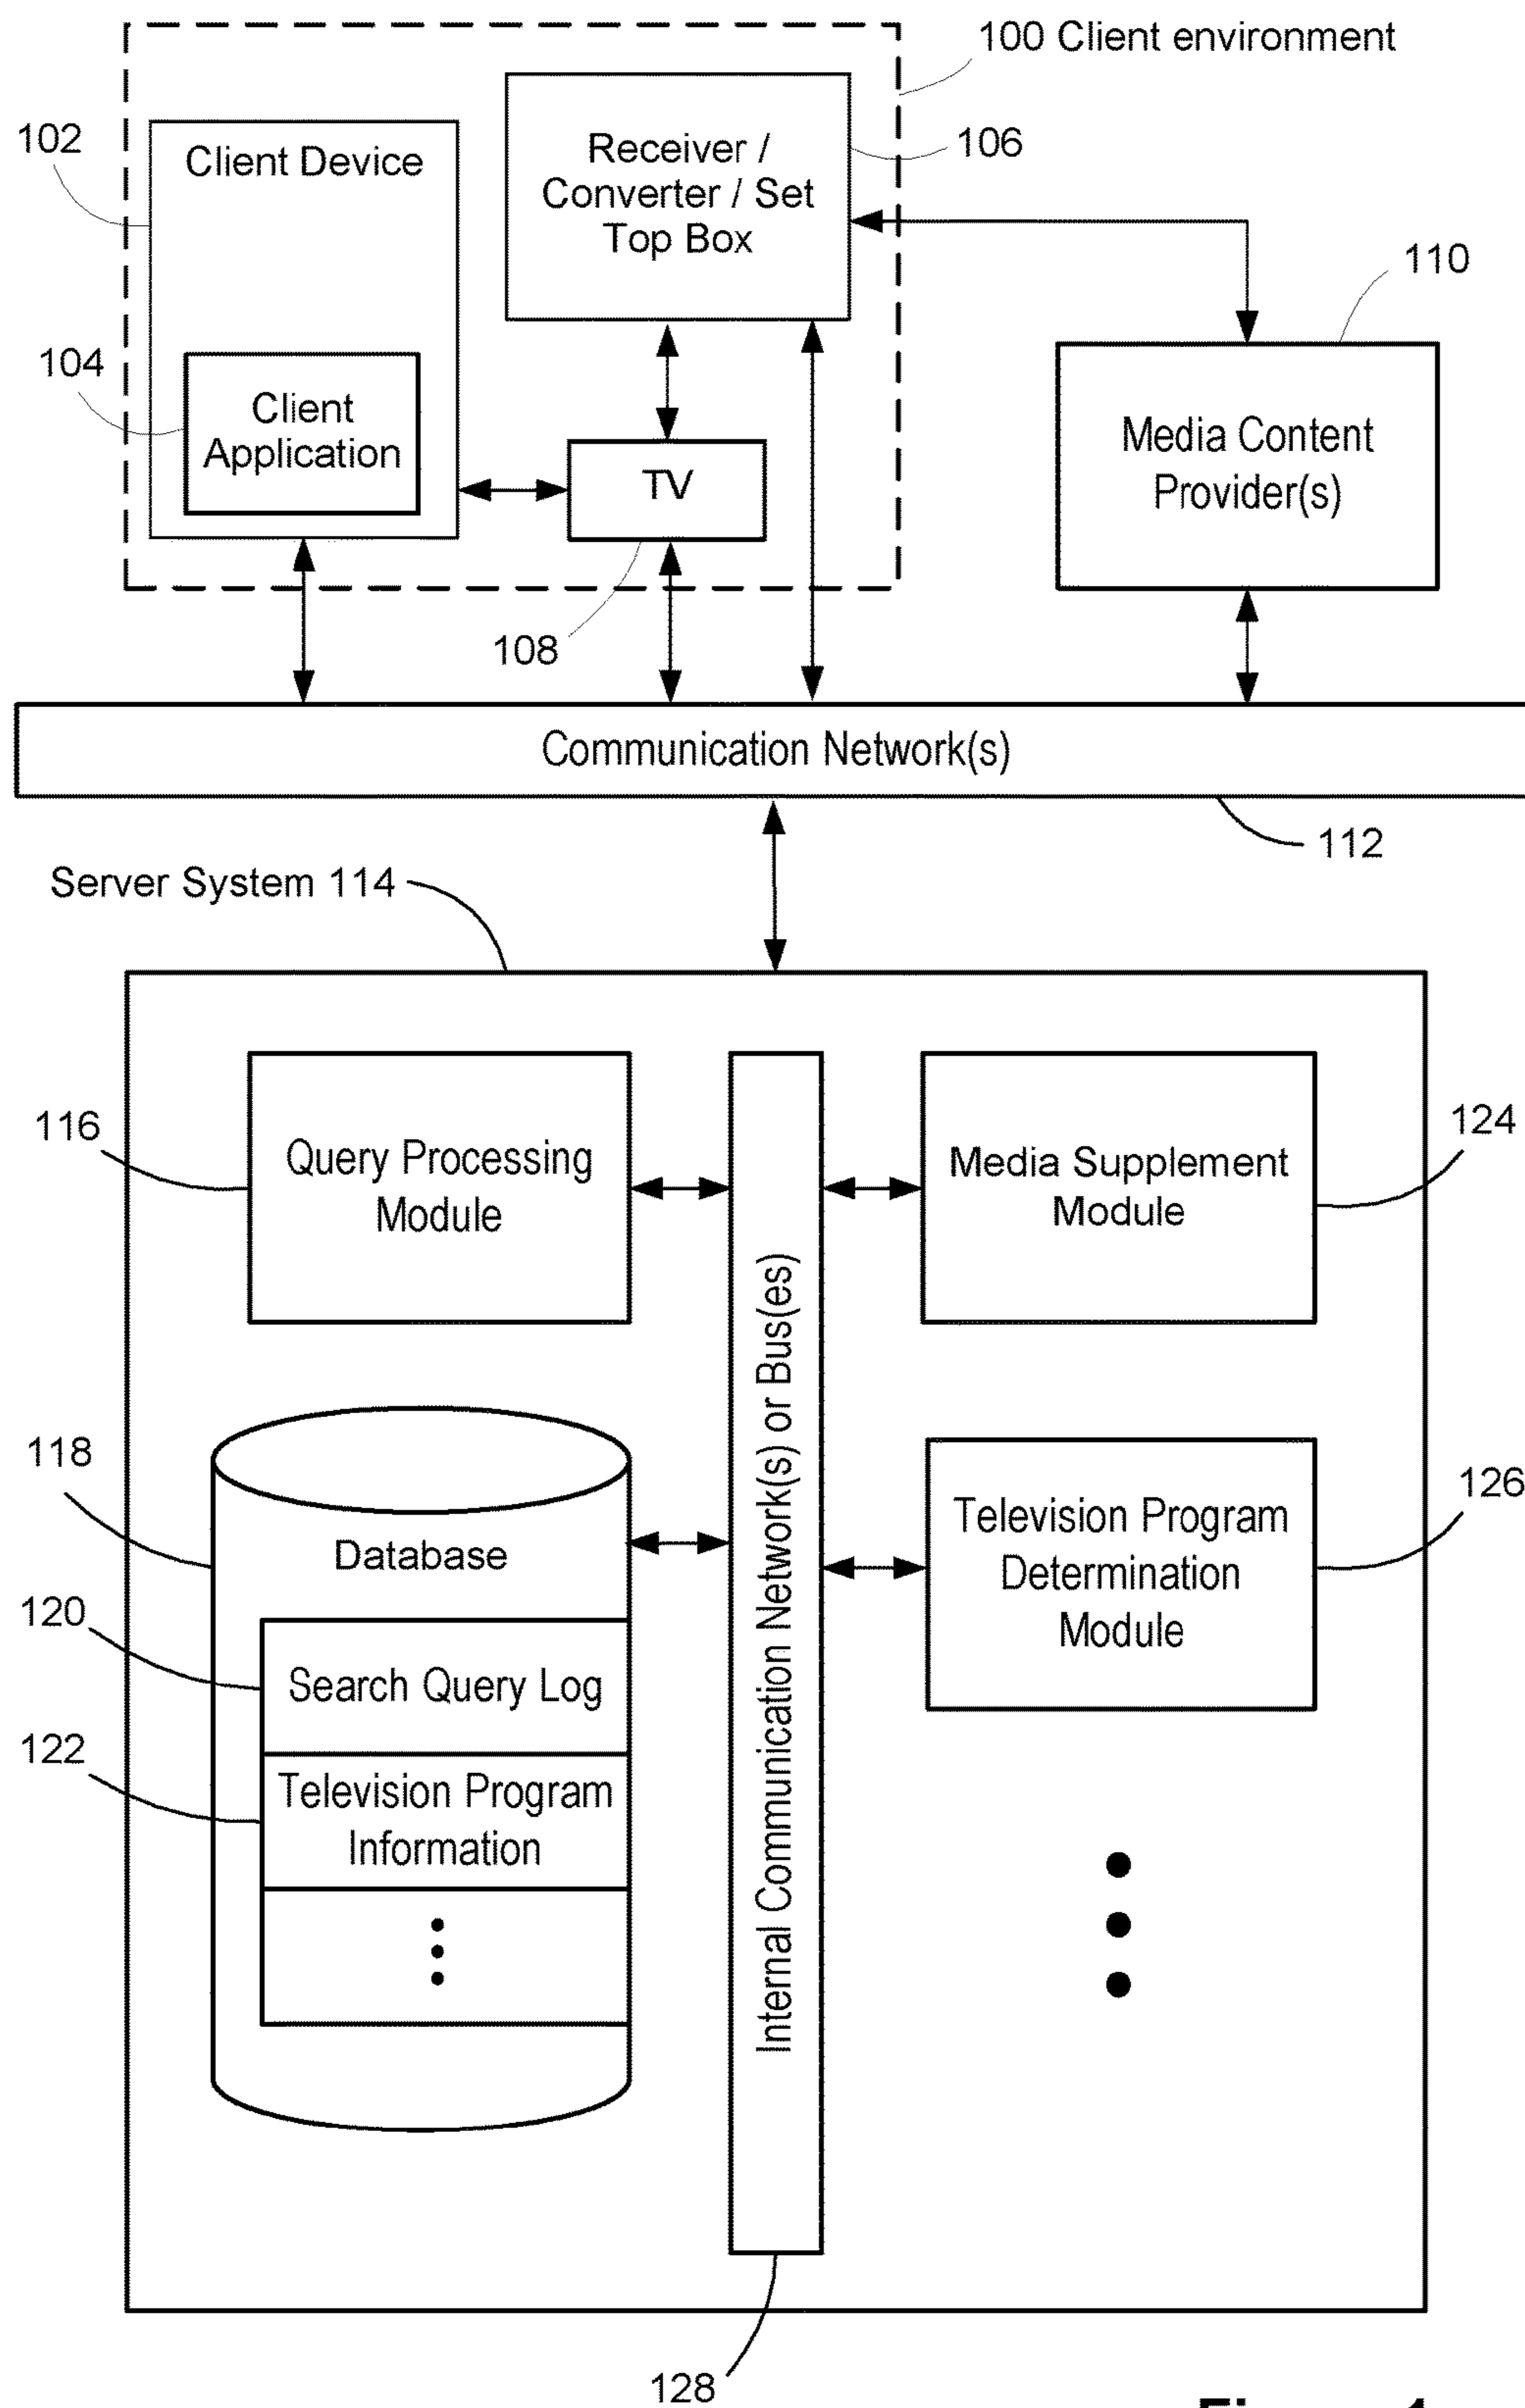 100 Client environment
102
Client Device
Receiver /
Converter / Set
Top Box
106
110
104
Client
Application
TV
Media Content
Provider(s)
108
Communication Network(s)
112
Server System 114
116
Query Processing
Module
Media Supplement
Module
124
Internal Communication Network(s) or Bus(es)
118
Database
Television Program
Determination
Module
126
120
Search Query Log
122
Television Program
Information
128